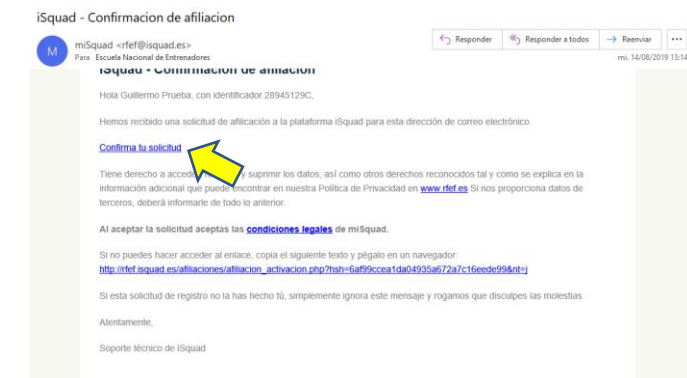 iSquad - Confirmacion de afiliacion
M
miSquad <rfef@isquad.es>
Para Escuela Nacional de Entrenadores
Responder
Responder a todos
Reenviar
mi. 14/08/2019 13:14
iSquad - Confirmación de afiliación
Hola Guillermo Prueba, con identificador 28945129C,
Hemos recibido una solicitud de afiliación a la plataforma iSquad para esta dirección de correo electrónico.
Confirma tu solicitud
Tiene derecho a acceder, y suprimir los datos, así como otros derechos reconocidos tal y como se explica en la
información adicional que puede encontrar en nuestra Política de Privacidad en www.rfef.es Si nos proporciona datos de
terceros, deberá informarle de todo lo anterior.
Al aceptar la solicitud aceptas las condiciones legales de miSquad.
Si no puedes hacer acceder al enlace, copia el siguiente texto y pégalo en un navegador:
http://rfef.isquad.es/afiliaciones/afiliacion_activacion.php?hsh=6af99ccea1da04935a672a7c16eede99&nt=j
Si esta solicitud de registro no la has hecho tú, simplemente ignora este mensaje y rogamos que disculpes las molestias.
Atentamente,
Soporte técnico de iSquad